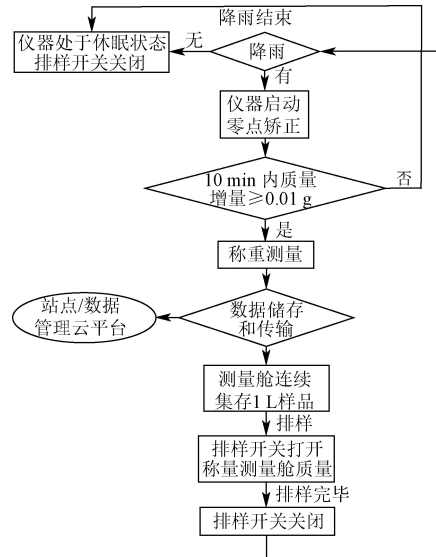 降雨结束
仪器处于休眠状态
排样开关关闭
无
降雨
有
仪器启动
零点矫正
10 min 内质量
增量≥0.01 g
否
是
称重测量
站点/数据
管理云平台
数据储存
和传输
测量舱连续
集存1 L样品
排样
排样开关打开
称量测量舱质量
排样完毕
排样开关关闭